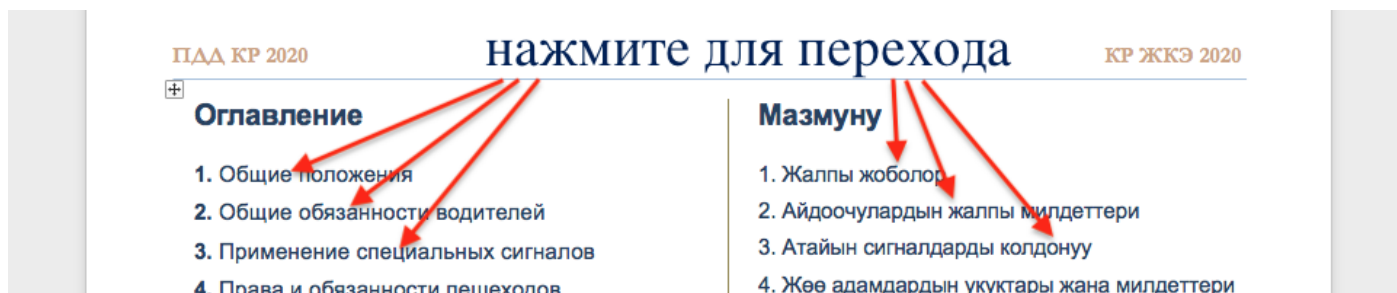 ПДД КР 2020
нажмите для перехода
КР ЖКЭ 2020
Оглавление
1. Общие положения
2. Общие обязанности водителей
3. Применение специальных сигналов
4. Права и обязанности пешеходов
Мазмуну
1. Жалпы жоболор
2. Айдоочулардын жалпы милдеттери
3. Атайын сигналдарды колдонуу
4. Жөө адамдардын укуктары жана милдеттери